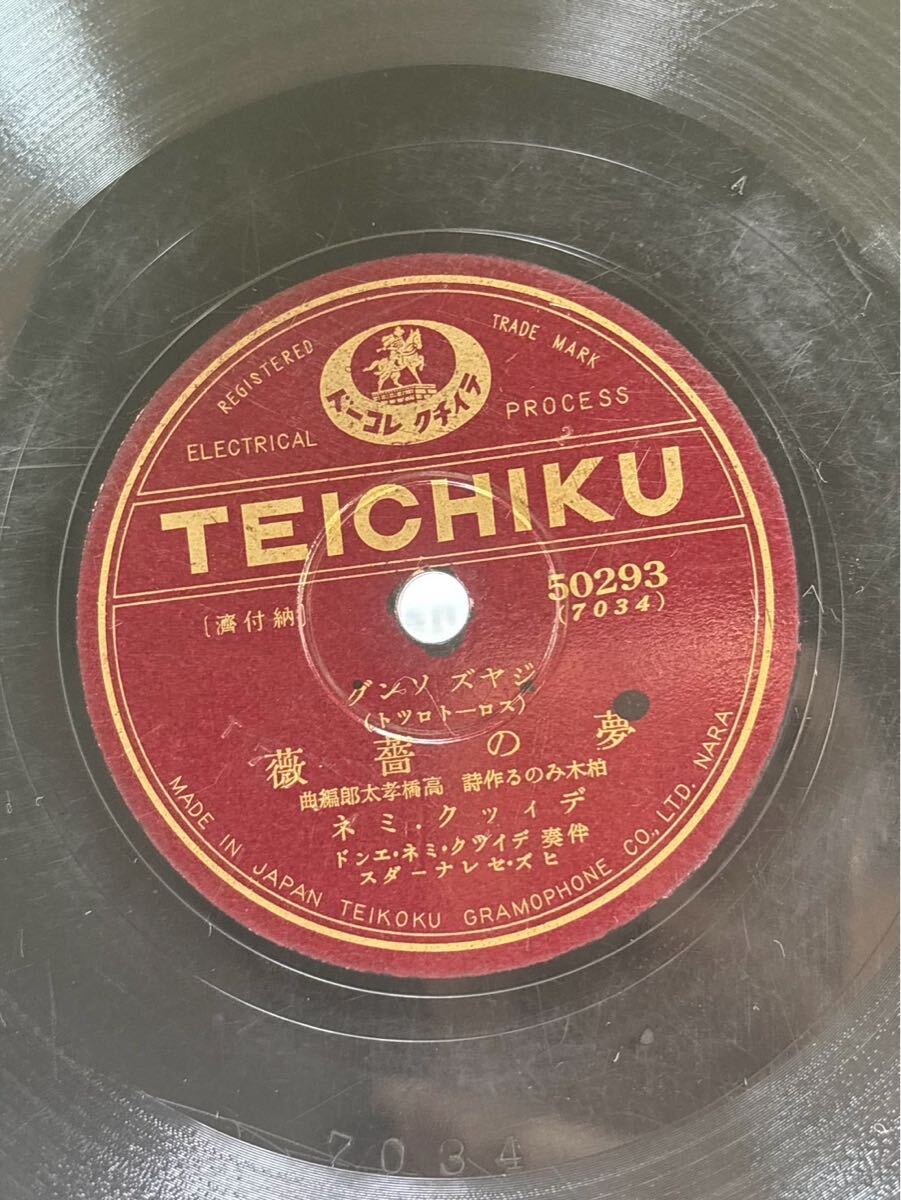 REGISTERED TRADE MARK
テイチクレコード
ELECTRICAL PROCESS
TEICHIKU
50293
(7034)
〔納付濟〕
ジヤズ ソング
(スロートロツト)
夢の薔薇
柏木みのる作詩 高橋孝太郎編曲
ディック・ミネ
伴奏 デイック・ミネ・エンド
ヒズ・セレナーダス
MADE IN JAPAN TEIKOKU GRAMOPHONE CO., LTD. NARA
A
7034